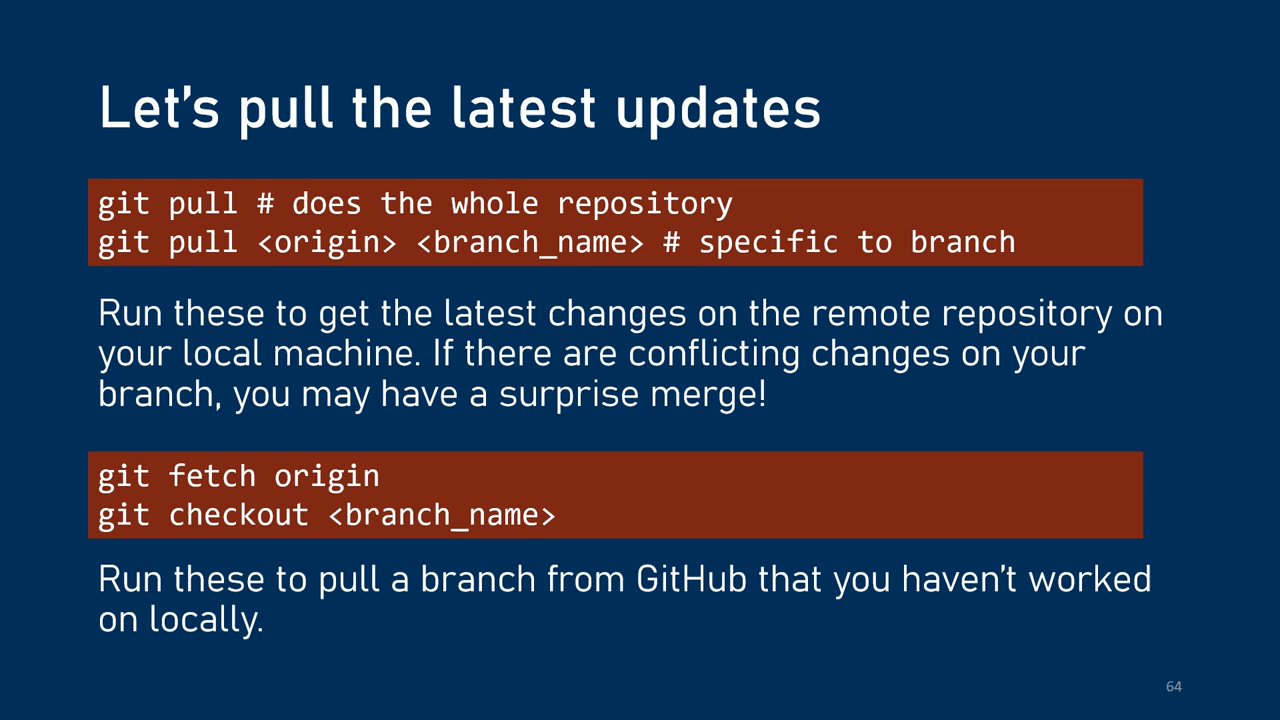 Let’s pull the latest updates
git pull # does the whole repository
git pull <origin> <branch_name> # specific to branch
Run these to get the latest changes on the remote repository on
your local machine. If there are conflicting changes on your
branch, you may have a surprise merge!
git fetch origin
git checkout <branch_name>
Run these to pull a branch from GitHub that you haven’t worked
on locally.
64